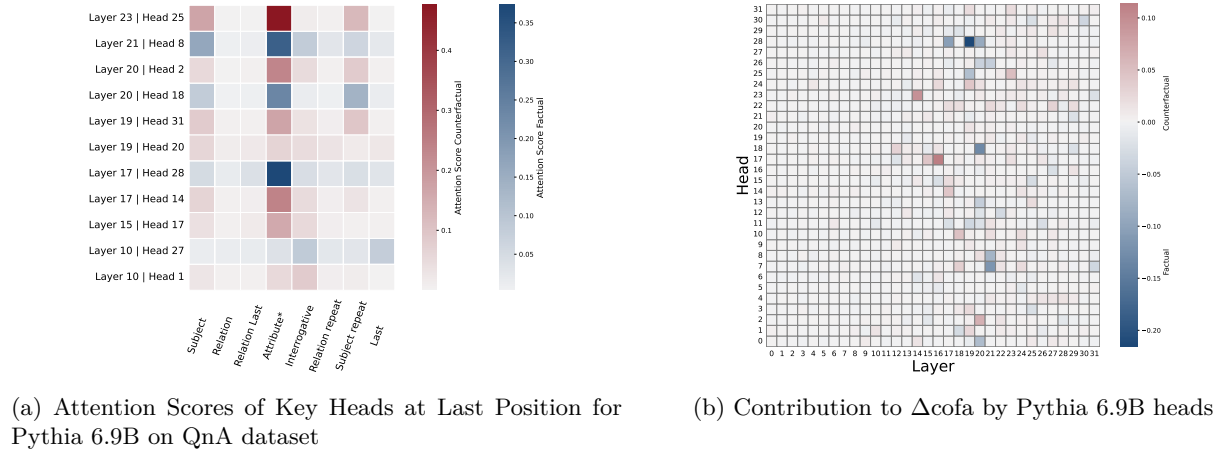 Layer 23 | Head 25
Layer 21 | Head 8
Layer 20 | Head 2
Layer 20 | Head 18
Layer 19 | Head 31
Layer 19 | Head 20
Layer 17 | Head 28
Layer 17 | Head 14
Layer 15 | Head 17
Layer 10 | Head 27
Layer 10 | Head 1
Subject
Relation
Relation Last
Attribute*
Interrogative
Relation repeat
Subject repeat
Last
0.4
0.3
0.2
0.1
Attention Score Counterfactual
0.35
0.30
0.25
0.20
0.15
0.10
0.05
Attention Score Factual
(a) Attention Scores of Key Heads at Last Position for
Pythia 6.9B on QnA dataset
Head
31
30
29
28
27
26
25
24
23
22
21
20
19
18
17
16
15
14
13
12
11
10
9
8
7
6
5
4
3
2
1
0
0 1 2 3 4 5 6 7 8 9 10 11 12 13 14 15 16 17 18 19 20 21 22 23 24 25 26 27 28 29 30 31
Layer
0.10
0.05
0.00
−0.05
−0.10
−0.15
−0.20
Counterfactual
Factual
(b) Contribution to Δcofa by Pythia 6.9B heads